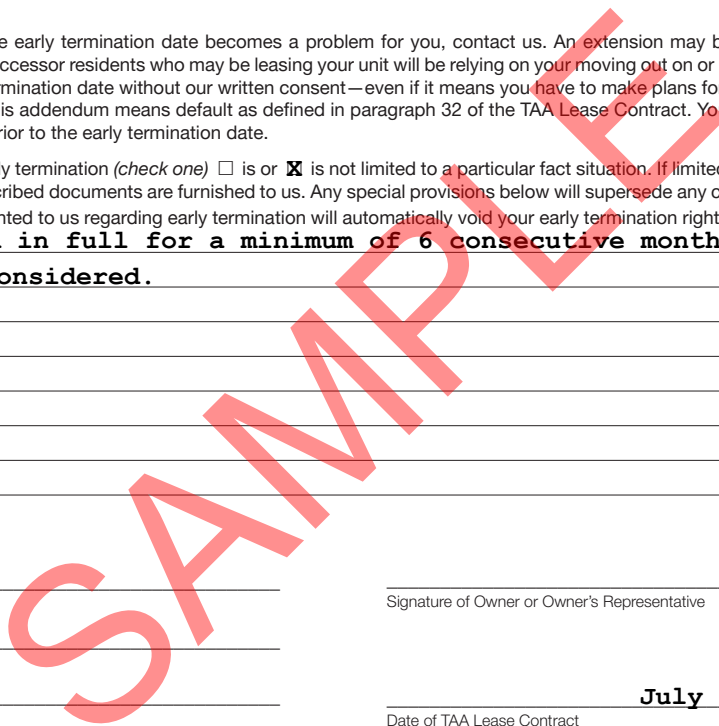 e early termination date becomes a problem for you, contact us. An extension may b
ccessor residents who may be leasing your unit will be relying on your moving out on or
mination date without our written consent—even if it means you have to make plans fo
is addendum means default as defined in paragraph 32 of the TAA Lease Contract. Yo
rior to the early termination date.
ly termination (check one) ☐ is or ☒ is not limited to a particular fact situation. If limited
cribed documents are furnished to us. Any special provisions below will supersede any
nted to us regarding early termination will automatically void your early termination right
in full for a minimum of 6 consecutive month
onsidered.
SAMPLE
Signature of Owner or Owner's Representative
July
Date of TAA Lease Contract